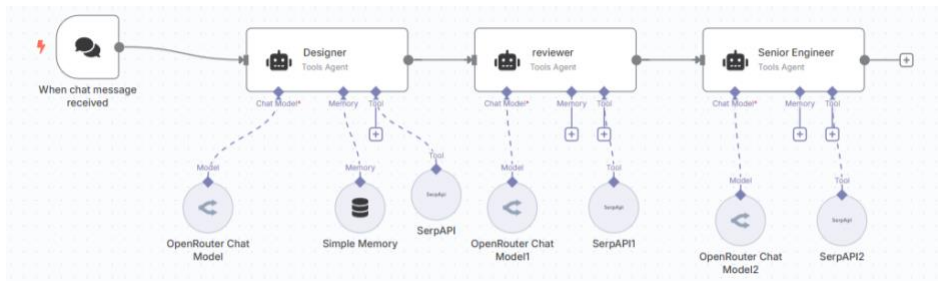 Designer
Tools Agent
reviewer
Tools Agent
Senior Engineer
Tools Agent
When chat message
received
Chat Model*
Memory
Tool
Chat Model*
Memory
Tool
Chat Model*
Memory
Tool
Model
Memory
Tool
Model
Tool
Model
Tool
SerpApi
SerpApi
SerpApi
OpenRouter Chat
Model
Simple Memory
SerpAPI
OpenRouter Chat
Model1
SerpAPI1
OpenRouter Chat
Model2
SerpAPI2